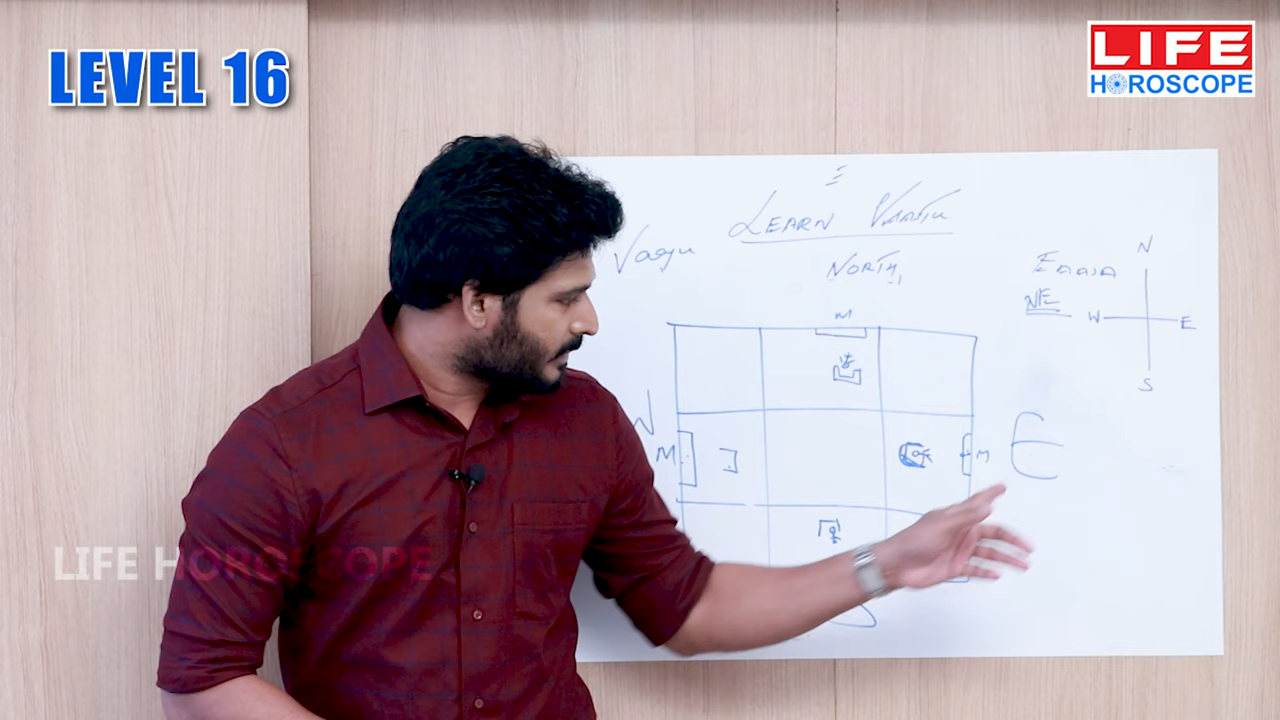 LEVEL 16
LIFE
HOROSCOPE
LEARN VAASTU
Vayu
NORTH
N
NE
W
E
S
M
M
M
E
LIFE HOROSCOPE